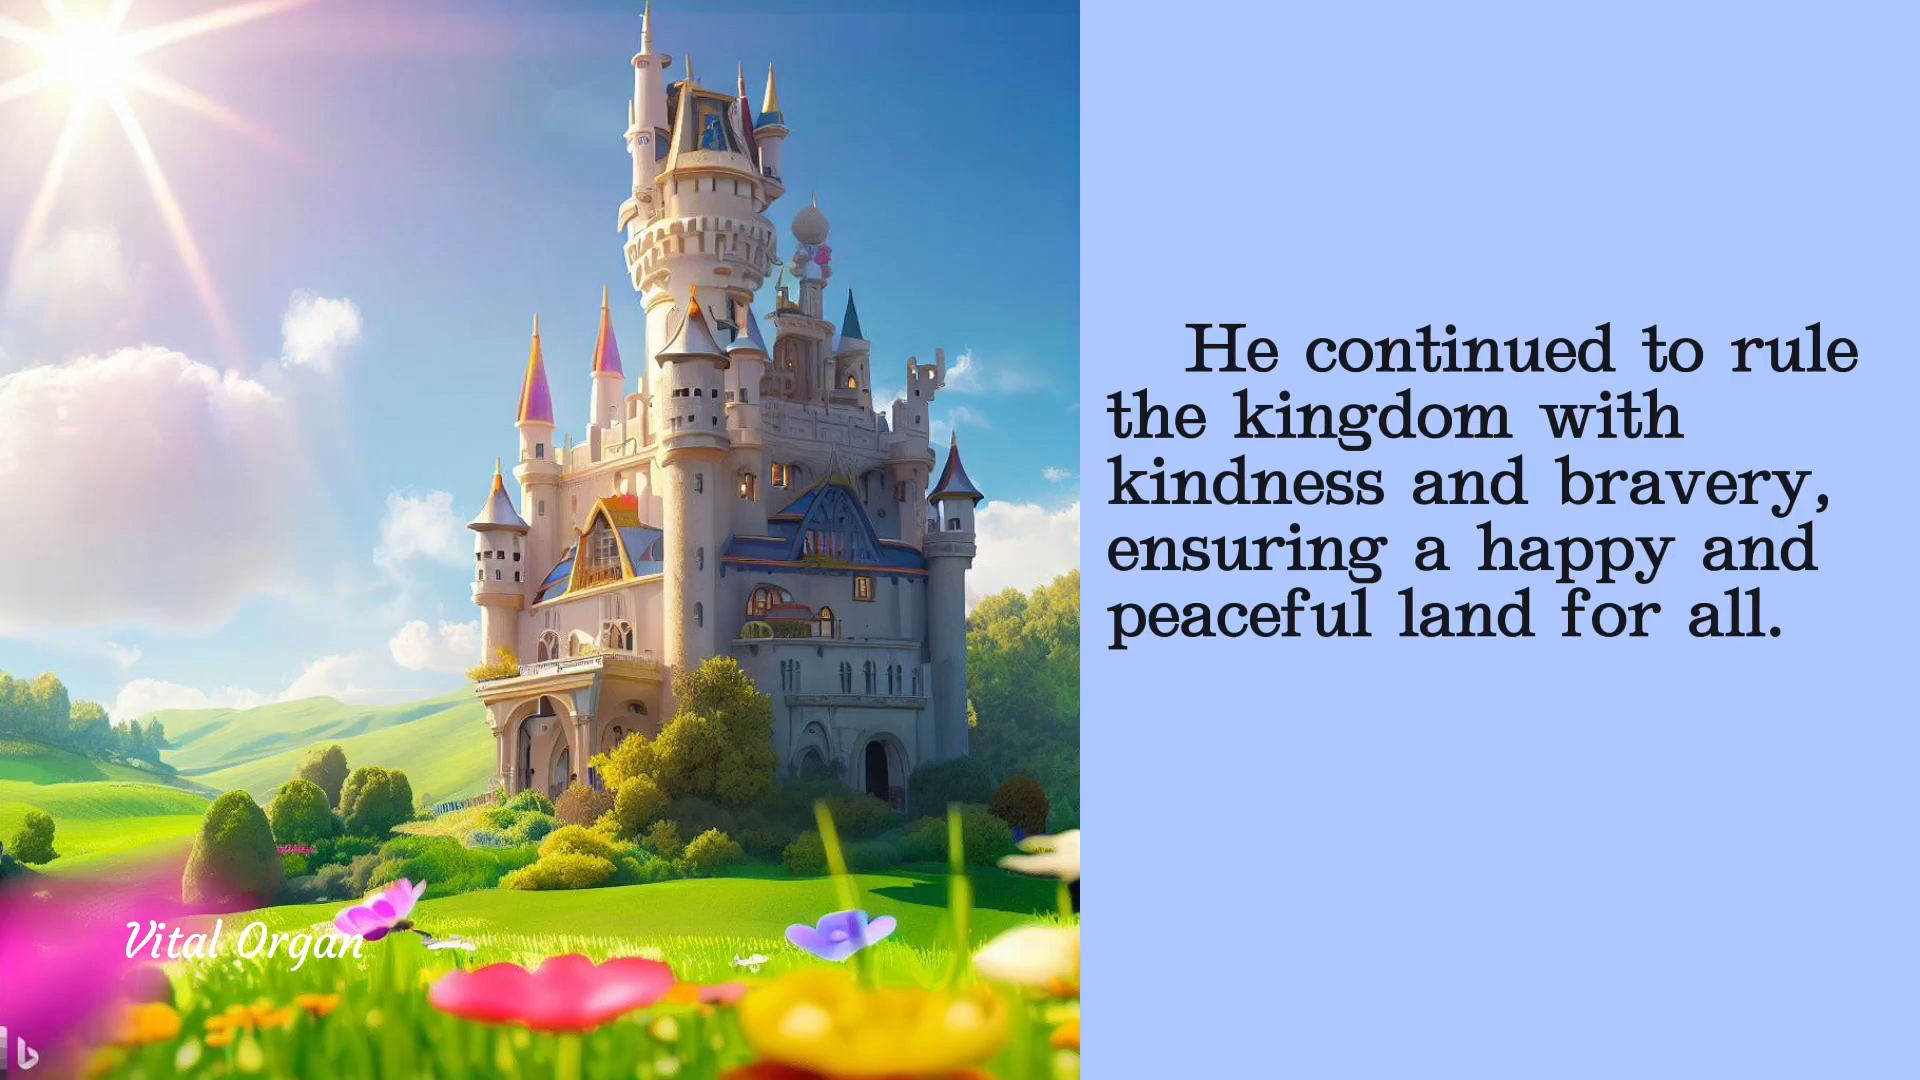 He continued to rule
the kingdom with
kindness and bravery,
ensuring a happy and
peaceful land for all.
Vital Organ
b